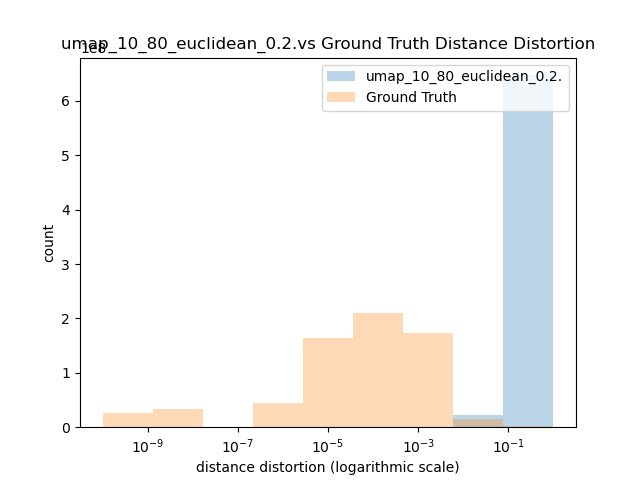 umap_10_80_euclidean_0.2.vs Ground Truth Distance Distortion
1e8
umap_10_80_euclidean_0.2.
Ground Truth
6
5
4
3
2
1
0
count
10⁻⁹ 10⁻⁷ 10⁻⁵ 10⁻³ 10⁻¹
distance distortion (logarithmic scale)